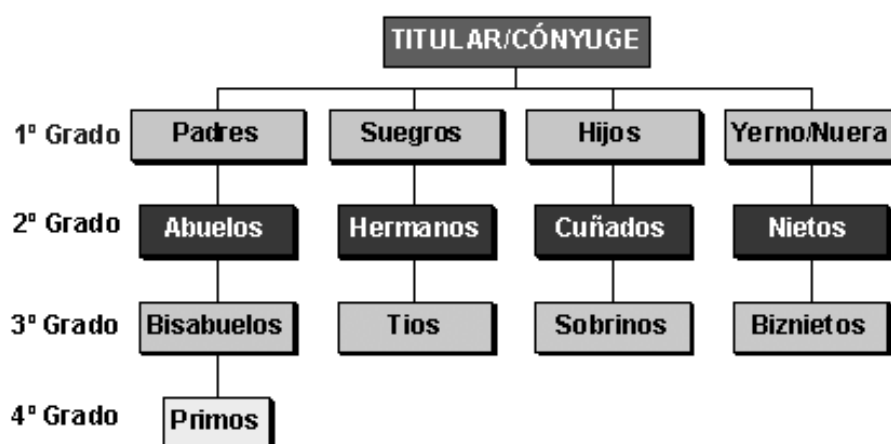 TITULAR/CÓNYUGE
1º Grado Padres Suegros Hijos Yerno/Nuera
2º Grado Abuelos Hermanos Cuñados Nietos
3º Grado Bisabuelos Tios Sobrinos Biznietos
4º Grado Primos